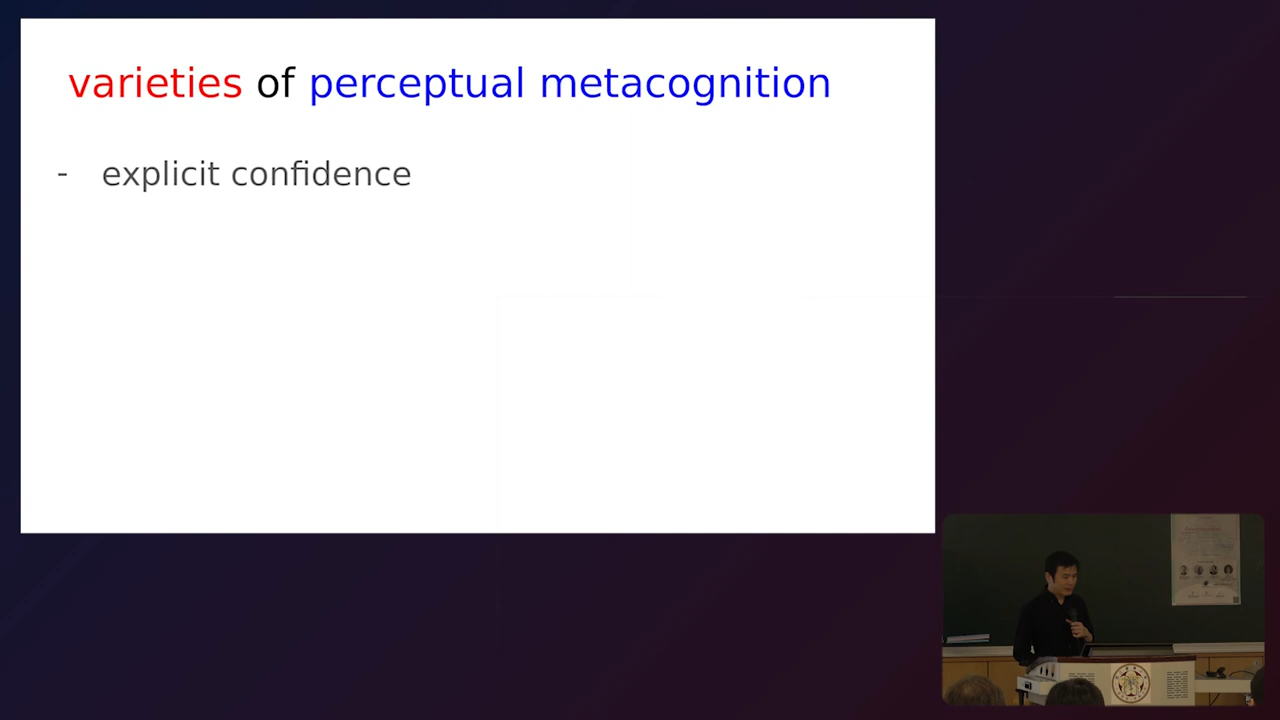 varieties of perceptual metacognition
- explicit confidence